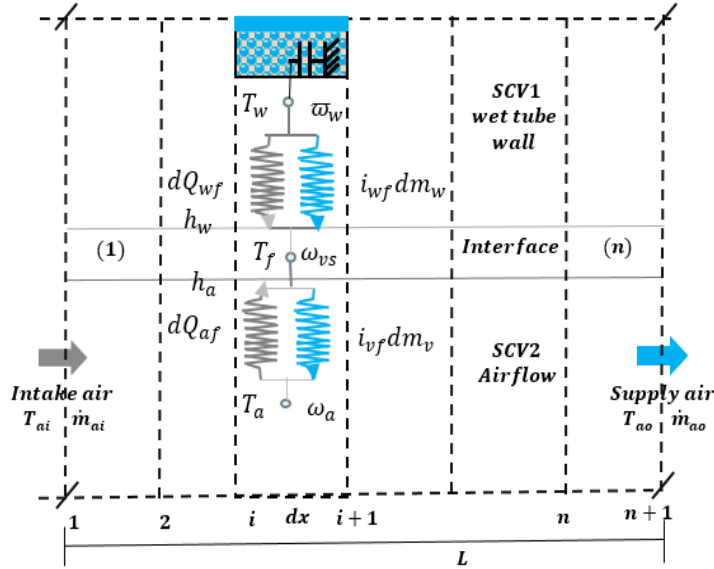 SCV1
wet tube
wall
T_w ϖ_w
dQ_wf i_wf dm_w
h_w
(1) T_f ω_vs Interface (n)
h_a
dQ_af i_vf dm_v
SCV2
Airflow
Intake air
T_ai ṁ_ai
T_a ω_a
Supply air
T_ao ṁ_ao
1 2 i dx i+1 n n+1
L